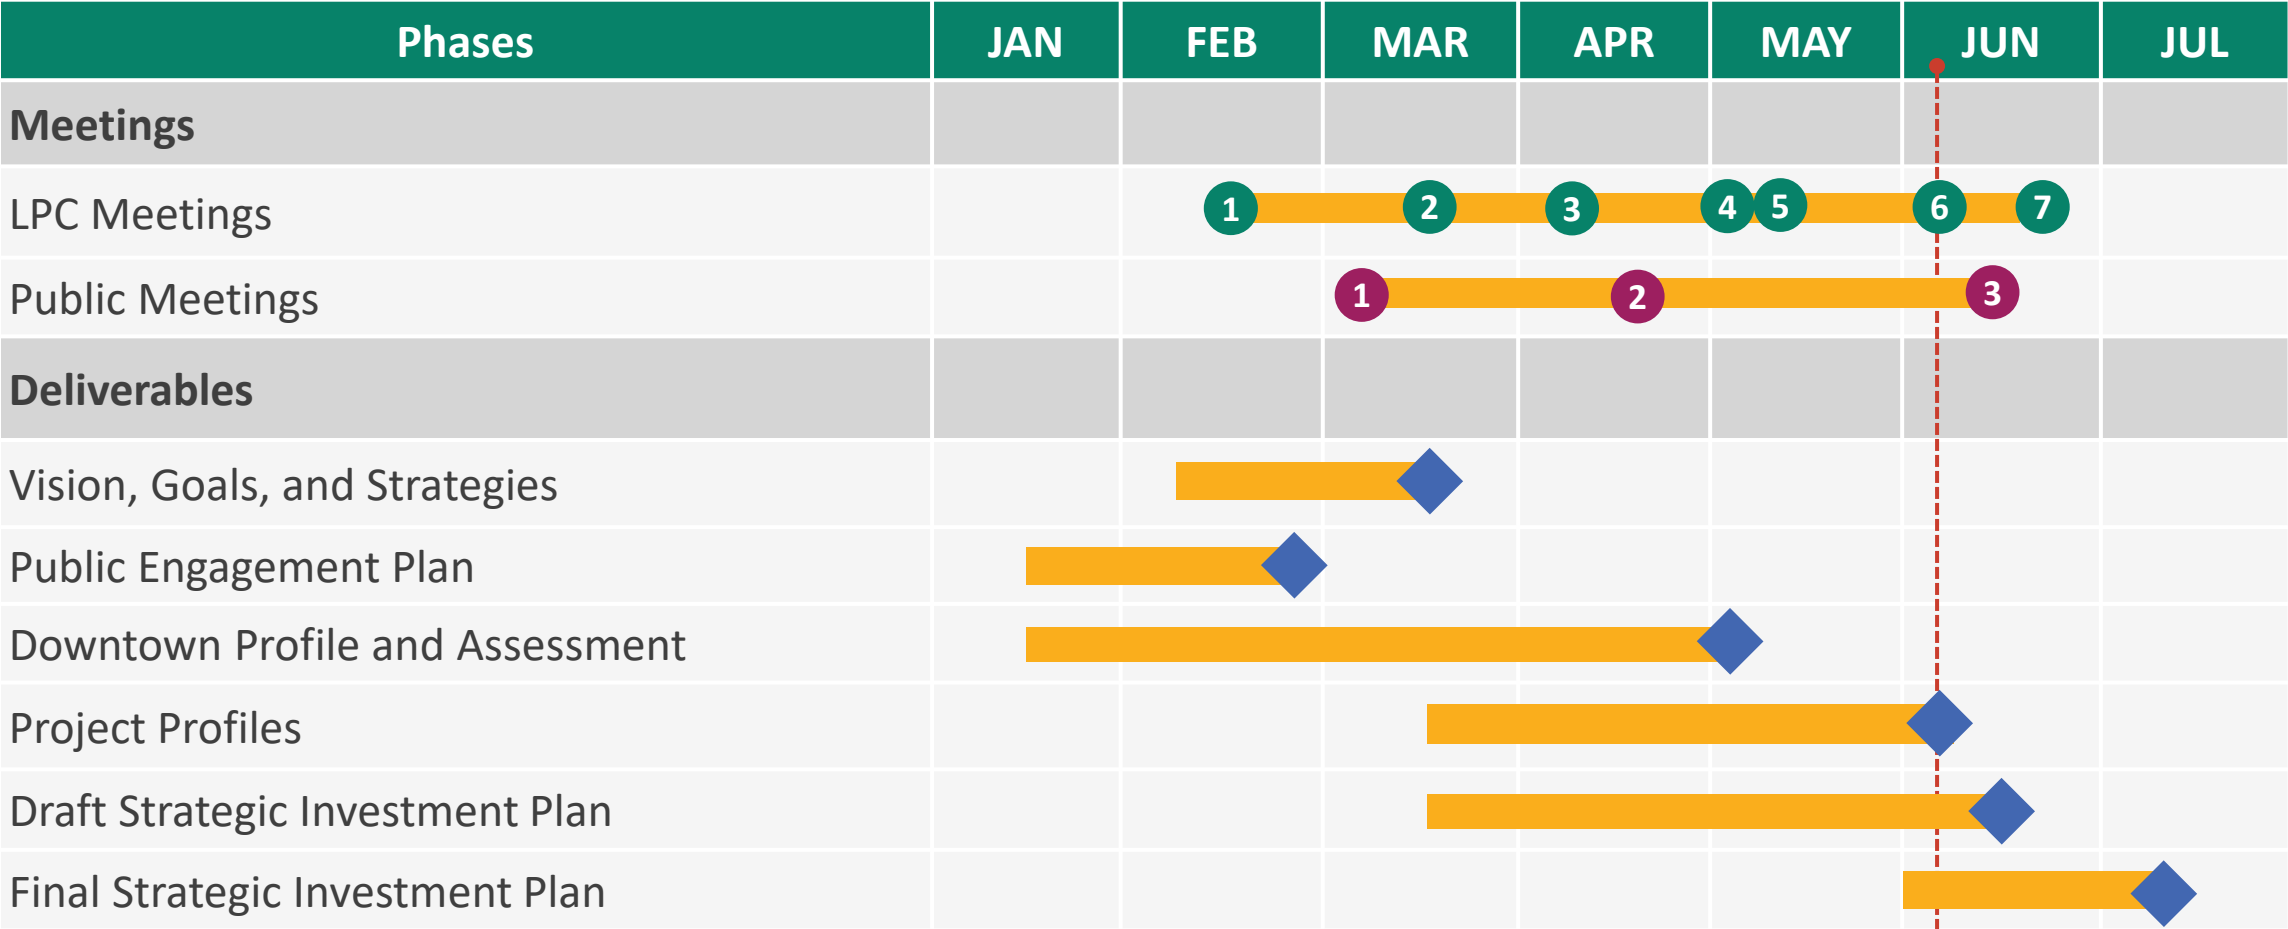 Phases JAN FEB MAR APR MAY JUN JUL
Meetings
LPC Meetings 1 2 3 4 5 6 7
Public Meetings 1 2 3
Deliverables
Vision, Goals, and Strategies
Public Engagement Plan
Downtown Profile and Assessment
Project Profiles
Draft Strategic Investment Plan
Final Strategic Investment Plan